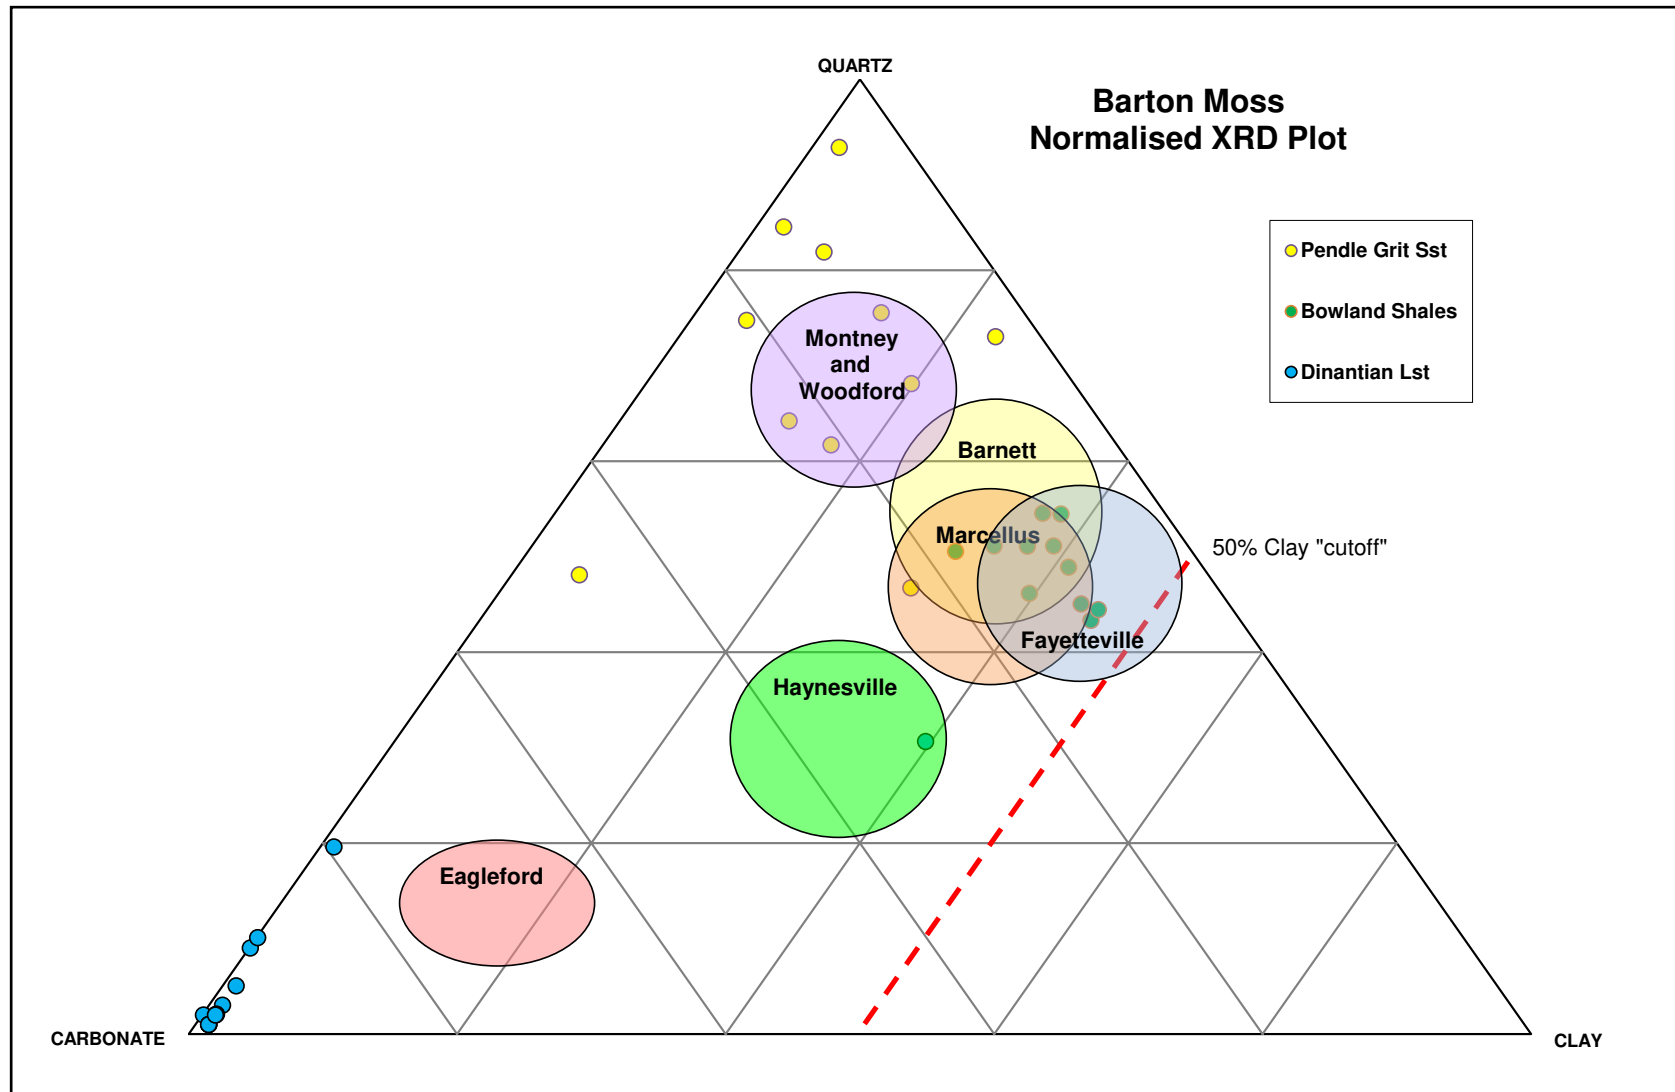 QUARTZ
Barton Moss
Normalised XRD Plot
Pendle Grit Sst
Bowland Shales
Dinantian Lst
Montney
and
Woodford
Barnett
Marcellus
50% Clay "cutoff"
Fayetteville
Haynesville
Eagleford
CARBONATE
CLAY